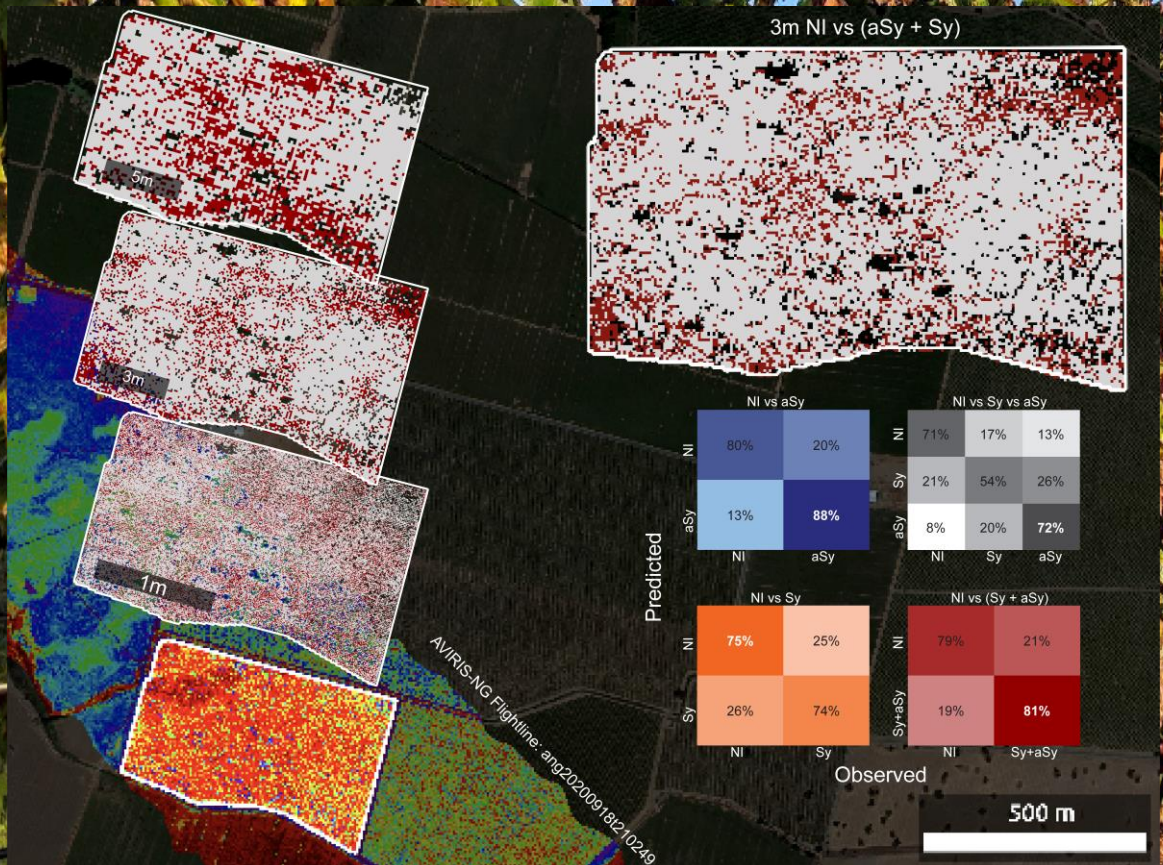 3m NI vs (aSy + Sy)
5m
3m
1m
AVIRIS-NG Flightline: ang20200918t210249
Predicted
NI vs aSy
NI 80% 20%
aSy 13% 88%
NI aSy
NI vs Sy vs aSy
NI 71% 17% 13%
Sy 21% 54% 26%
aSy 8% 20% 72%
NI Sy aSy
NI vs Sy
NI 75% 25%
Sy 26% 74%
NI Sy
NI vs (Sy + aSy)
NI 79% 21%
Sy+aSy 19% 81%
NI Sy+aSy
Observed
500 m